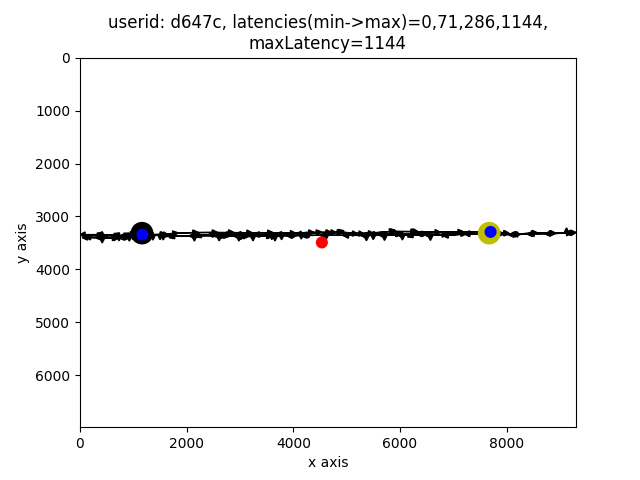 userid: d647c, latencies(min->max)=0,71,286,1144,
maxLatency=1144
0
1000
2000
3000
4000
5000
6000
y axis
0 2000 4000 6000 8000
x axis